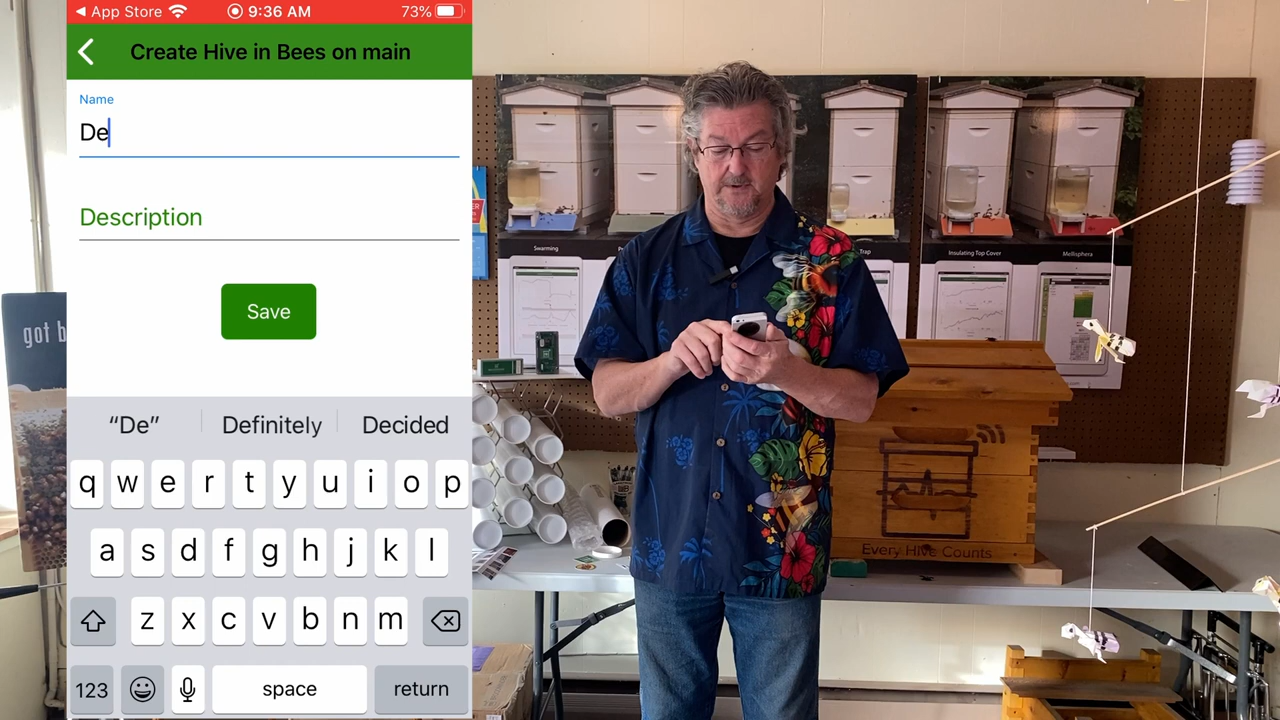 App Store
9:36 AM
73%
Create Hive in Bees on main
Name
De
Description
Save
“De”
Definitely
Decided
q w e r t y u i o p
a s d f g h j k l
z x c v b n m
123
space
return
got b
Swarming
Trap
Insulating Top Cover
Mellisphera
Every Hive Counts